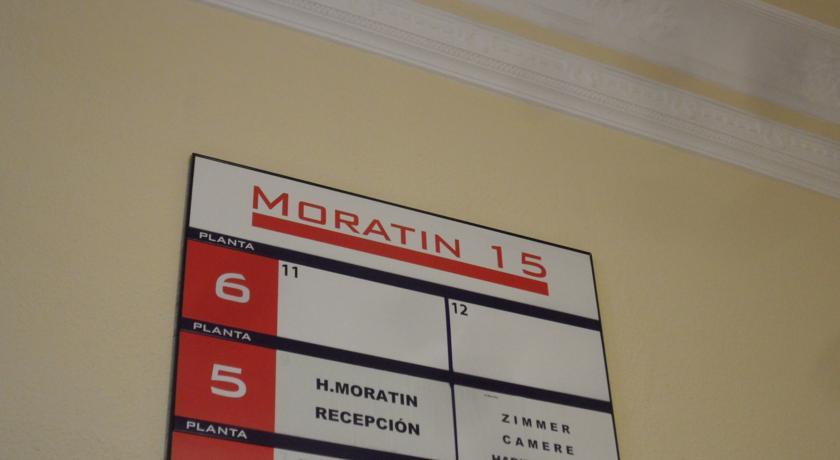 MORATIN 15
PLANTA
6
11
12
PLANTA
5
H.MORATIN
RECEPCIÓN
ZIMMER
CAMERE
PLANTA